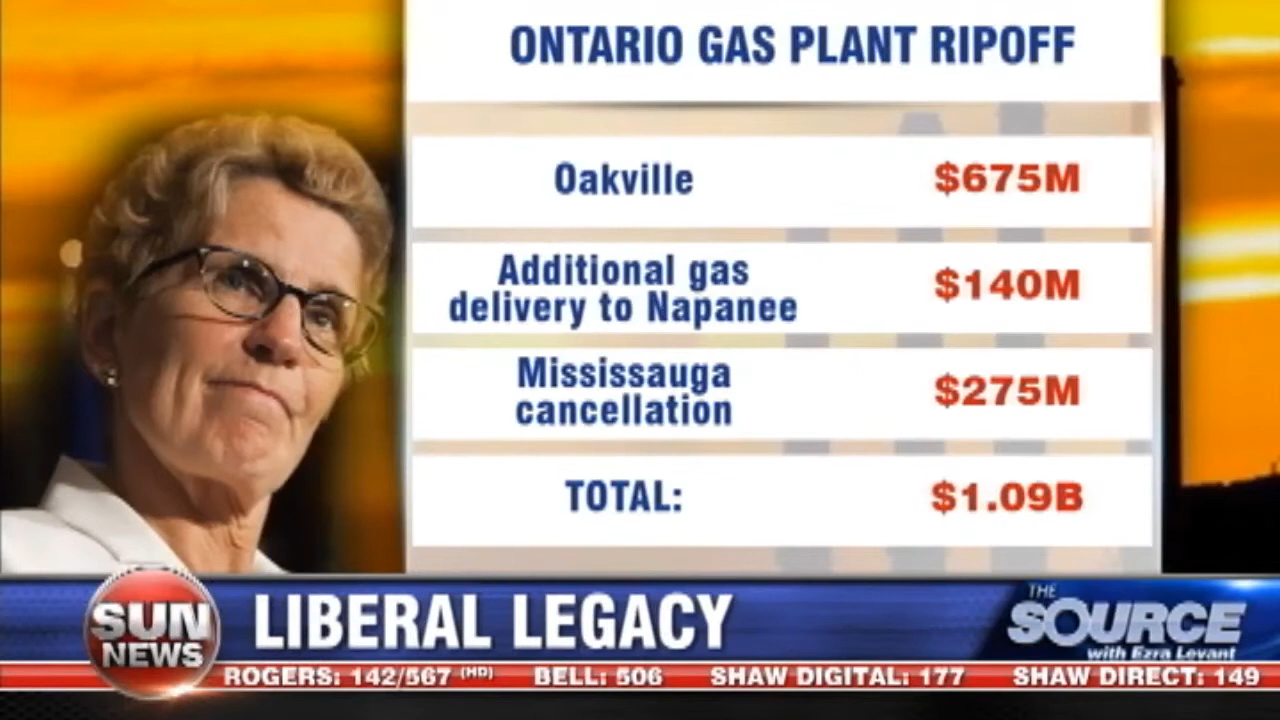 ONTARIO GAS PLANT RIPOFF
Oakville $675M
Additional gas
delivery to Napanee $140M
Mississauga
cancellation $275M
TOTAL: $1.09B
SUN
NEWS
LIBERAL LEGACY
THE
SOURCE
with Ezra Levant
ROGERS: 142/567 (HD) BELL: 506 SHAW DIGITAL: 177 SHAW DIRECT: 149